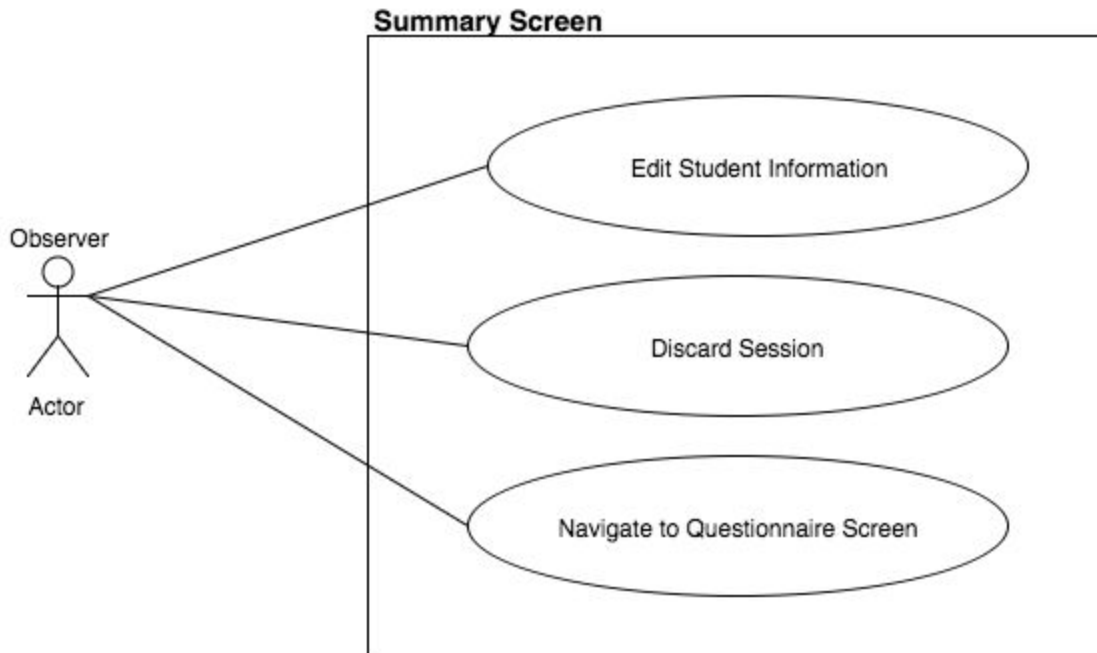 Summary Screen
Edit Student Information
Observer
Discard Session
Actor
Navigate to Questionnaire Screen